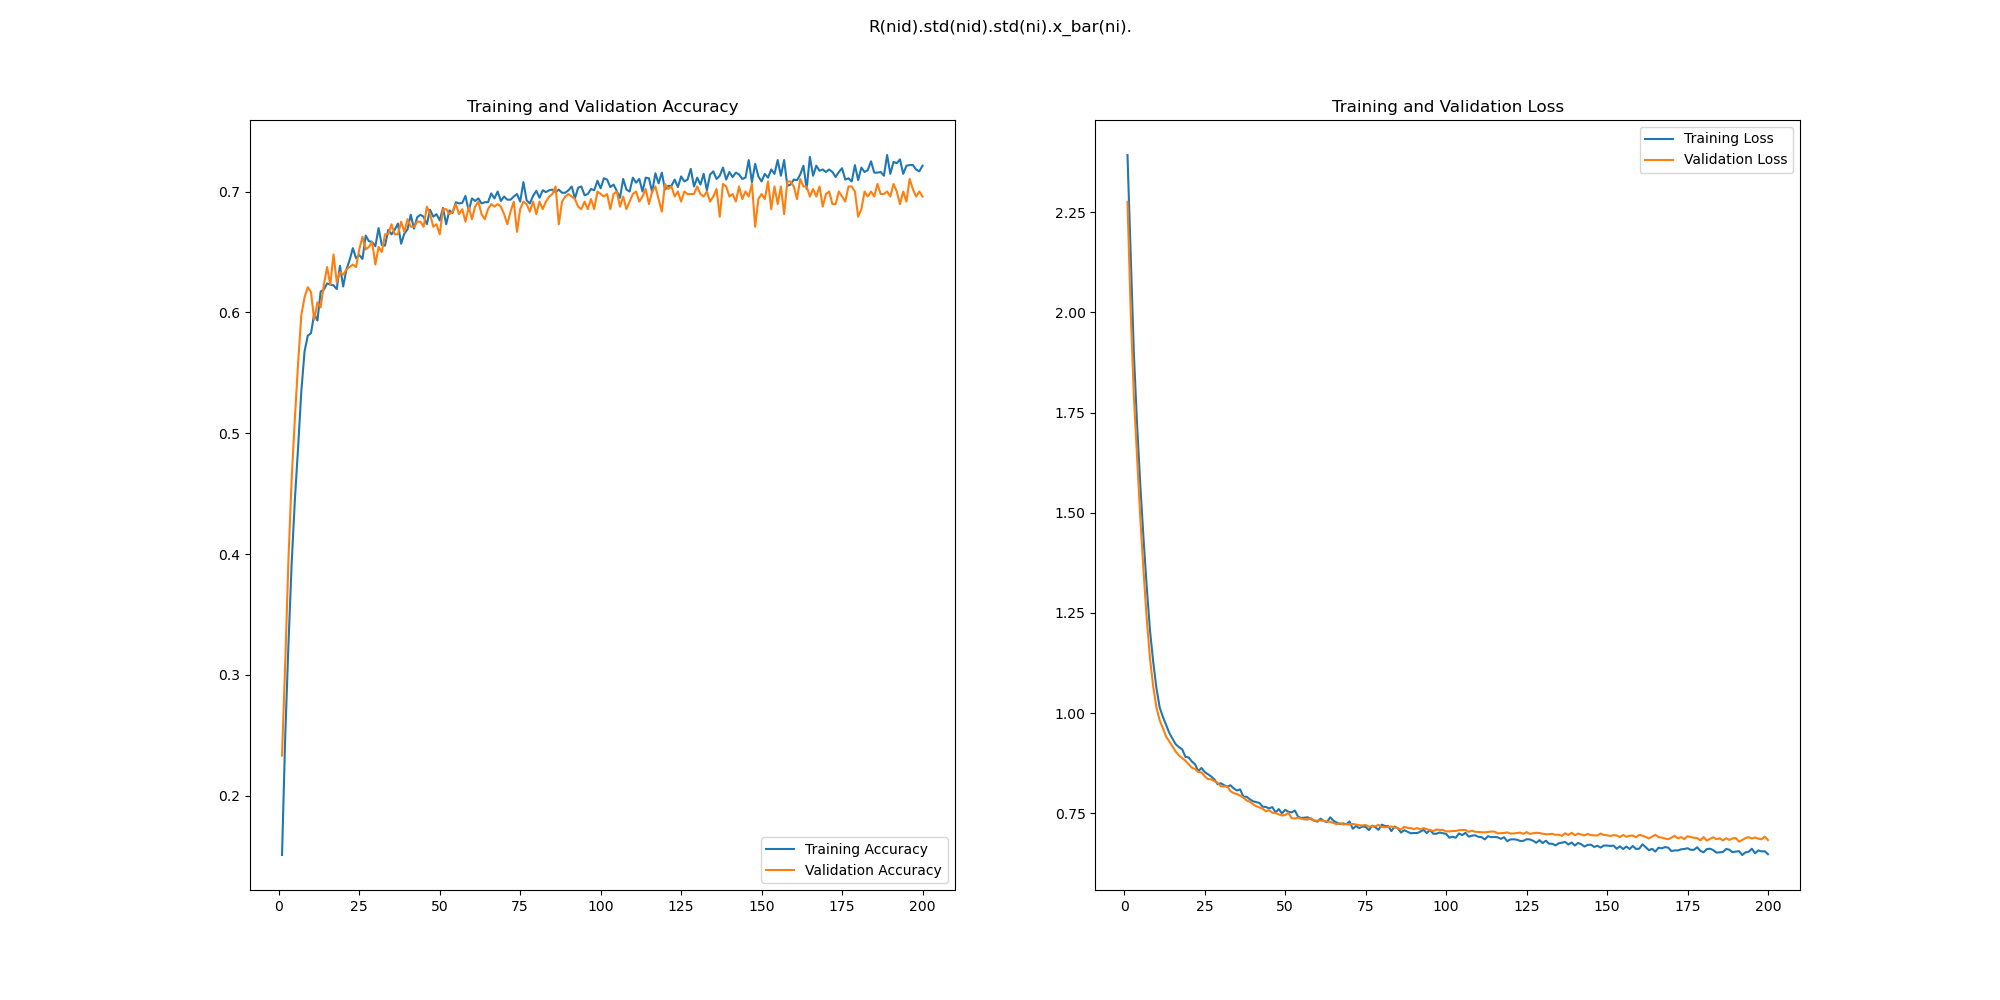 R(nid).std(nid).std(ni).x_bar(ni).
Training and Validation Accuracy
0.7
0.6
0.5
0.4
0.3
0.2
Training Accuracy
Validation Accuracy
0 25 50 75 100 125 150 175 200
Training and Validation Loss
Training Loss
Validation Loss
2.25
2.00
1.75
1.50
1.25
1.00
0.75
0 25 50 75 100 125 150 175 200